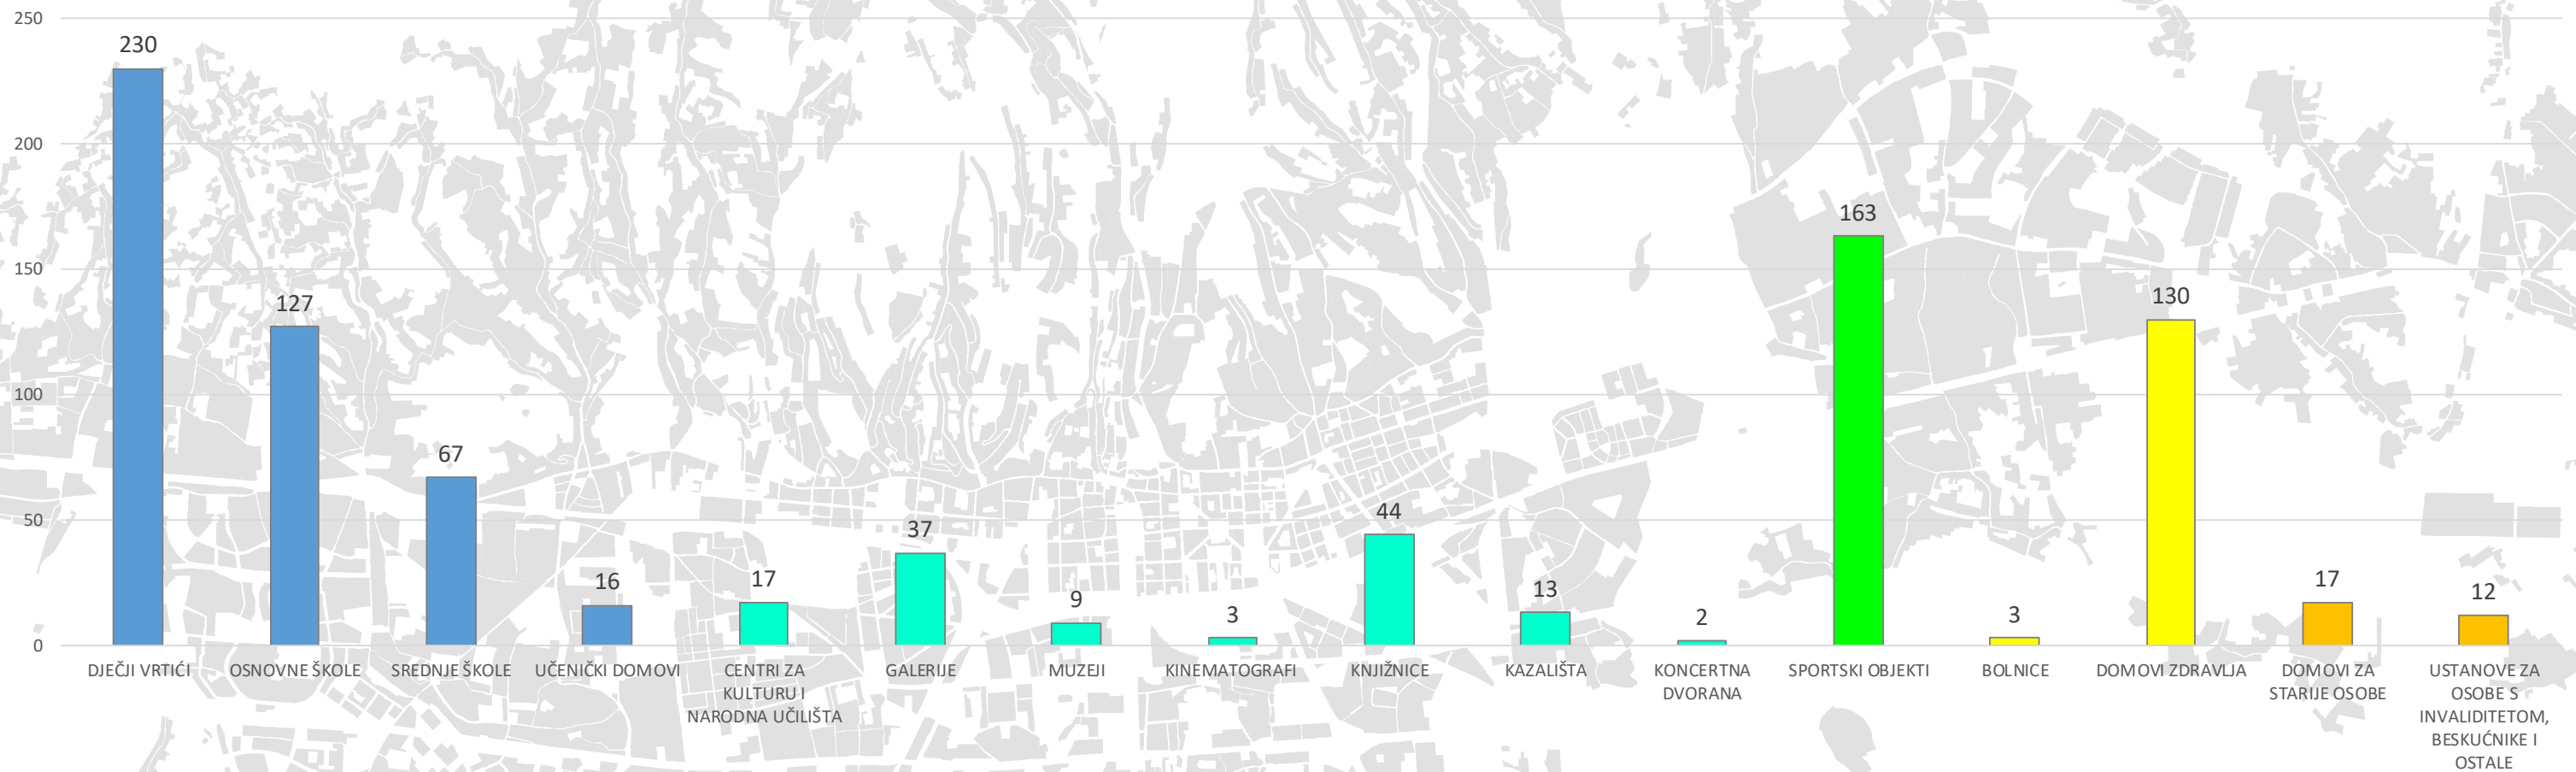 250
200
150
100
50
0
230
127
67
16
17
37
9
3
44
13
2
163
3
130
17
12
DJEČJI VRTIĆI
OSNOVNE ŠKOLE
SREDNJE ŠKOLE
UČENIČKI DOMOVI
CENTRI ZA
KULTURU I
NARODNA UČILIŠTA
GALERIJE
MUZEJI
KINEMATOGRAFI
KNJIŽNICE
KAZALIŠTA
KONCERTNA
DVORANA
SPORTSKI OBJEKTI
BOLNICE
DOMOVI ZDRAVLJA
DOMOVI ZA
STARIJE OSOBE
USTANOVE ZA
OSOBE S
INVALIDITETOM,
BESKUĆNIKE I
OSTALE